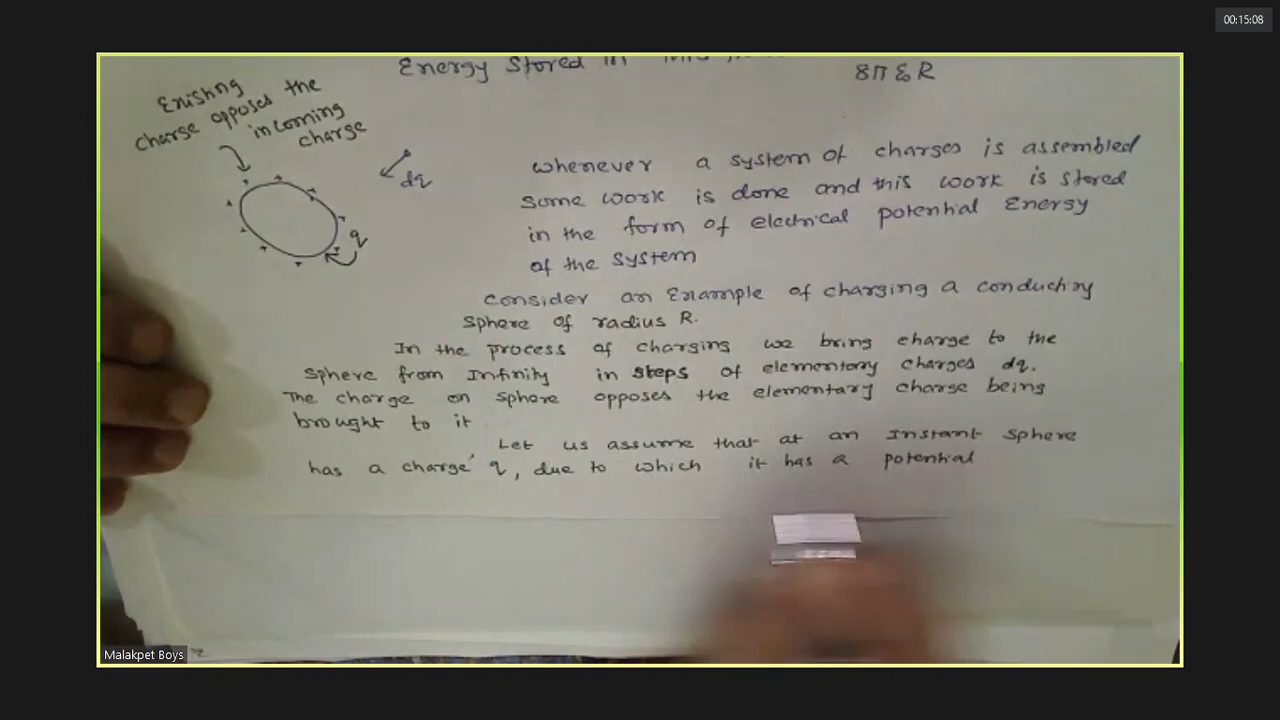 00:15:08
Energy Stored in
8π ε R
Existing
charge opposes the
incoming
charge
dq
q
whenever a system of charges is assembled
some work is done and this work is stored
in the form of electrical potential Energy
of the system
consider an Example of charging a conducting
sphere of radius R.
In the process of charging we bring charge to the
sphere from Infinity in steps of elementory charges dq.
The charge on sphere opposes the elementary charge being
brought to it
Let us assume that at an Instant sphere
has a charge q, due to which it has a potential
Malakpet Boys